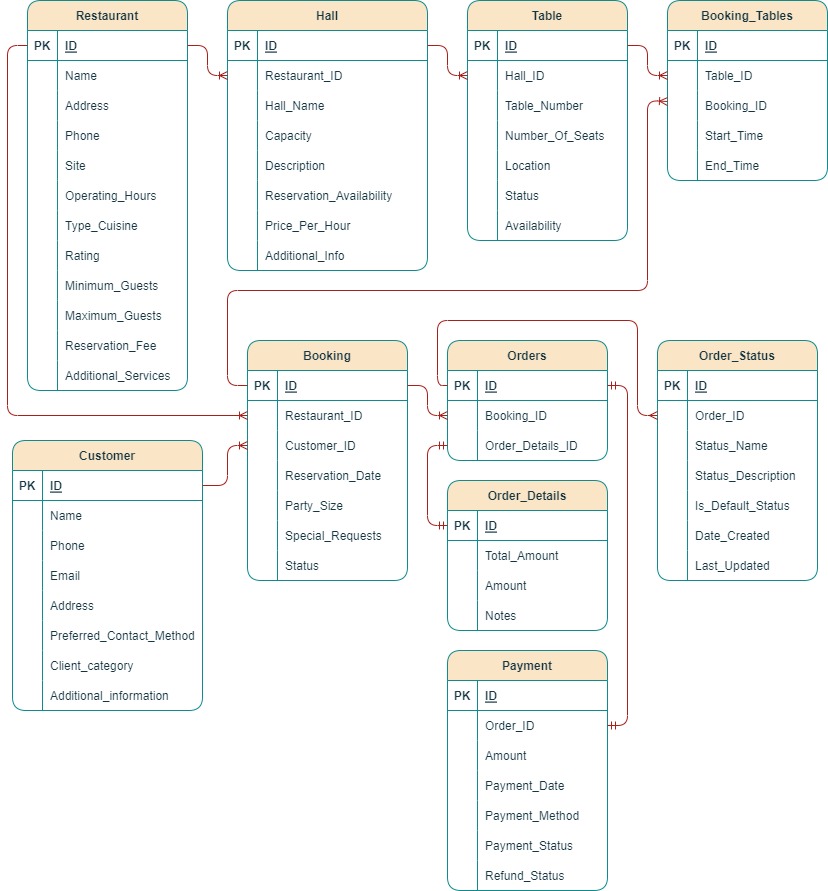 Restaurant
PK ID
Name
Address
Phone
Site
Operating_Hours
Type_Cuisine
Rating
Minimum_Guests
Maximum_Guests
Reservation_Fee
Additional_Services
Hall
PK ID
Restaurant_ID
Hall_Name
Capacity
Description
Reservation_Availability
Price_Per_Hour
Additional_Info
Table
PK ID
Hall_ID
Table_Number
Number_Of_Seats
Location
Status
Availability
Booking_Tables
PK ID
Table_ID
Booking_ID
Start_Time
End_Time
Customer
PK ID
Name
Phone
Email
Address
Preferred_Contact_Method
Client_category
Additional_information
Booking
PK ID
Restaurant_ID
Customer_ID
Reservation_Date
Party_Size
Special_Requests
Status
Orders
PK ID
Booking_ID
Order_Details_ID
Order_Details
PK ID
Total_Amount
Amount
Notes
Payment
PK ID
Order_ID
Amount
Payment_Date
Payment_Method
Payment_Status
Refund_Status
Order_Status
PK ID
Order_ID
Status_Name
Status_Description
Is_Default_Status
Date_Created
Last_Updated